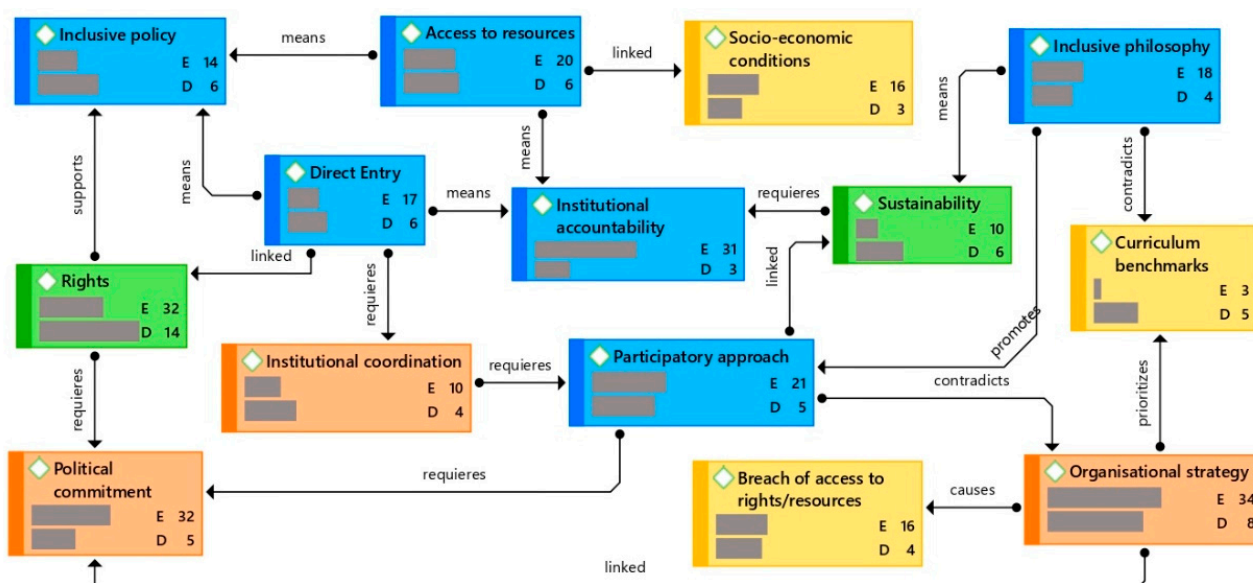 Inclusive policy
E 14
D 6
means
Access to resources
E 20
D 6
linked
Socio-economic
conditions
E 16
D 3
Inclusive philosophy
E 18
D 4
supports
means
Direct Entry
E 17
D 6
means
means
Institutional
accountability
E 31
D 3
requieres
Sustainability
E 10
D 6
means
contradicts
Curriculum
benchmarks
E 3
D 5
linked
Rights
E 32
D 14
requieres
linked
promotes
Institutional coordination
E 10
D 4
requieres
Participatory approach
E 21
D 5
contradicts
prioritizes
requieres
Political
commitment
E 32
D 5
requieres
Breach of access to
rights/resources
E 16
D 4
causes
Organisational strategy
E 34
D 8
linked